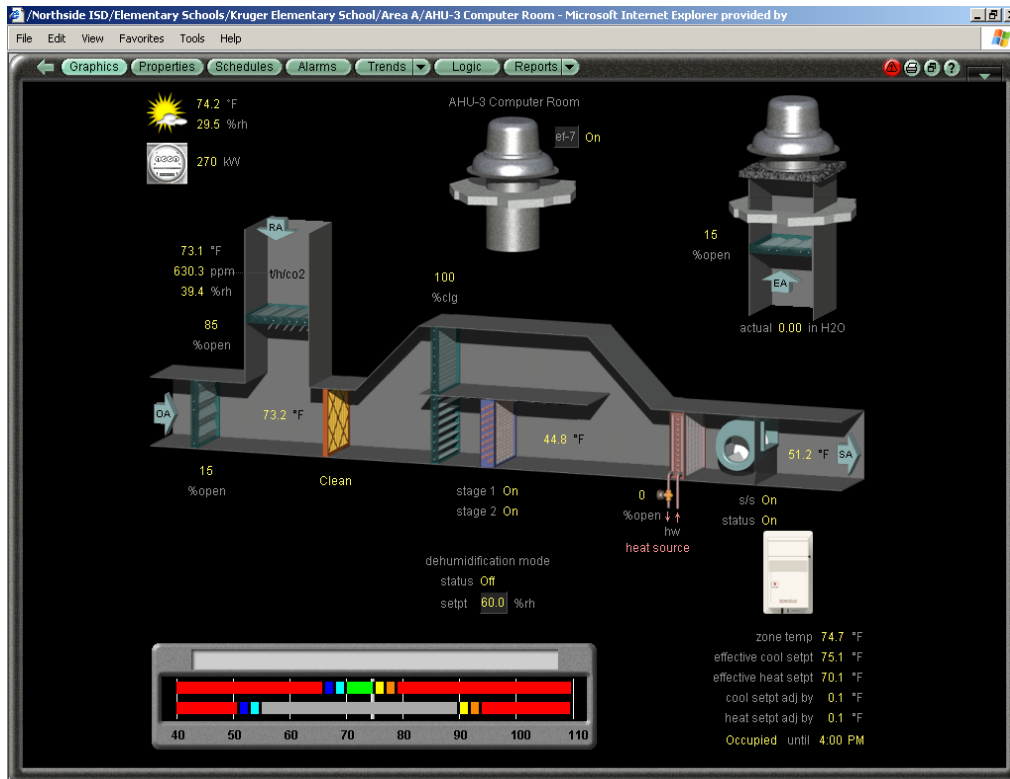 /Northside ISD/Elementary Schools/Kruger Elementary School/Area A/AHU-3 Computer Room - Microsoft Internet Explorer provided by
File Edit View Favorites Tools Help
Graphics Properties Schedules Alarms Trends Logic Reports
74.2 °F
29.5 %rh
270 kW
AHU-3 Computer Room
ef-7 On
RA
73.1 °F
630.3 ppm
39.4 %rh
t/h/co2
85
%open
100
%clg
15
%open
EA
actual 0.00 in H2O
OA
73.2 °F
15
%open
Clean
44.8 °F
stage 1 On
stage 2 On
51.2 °F
SA
0
%open
hw
heat source
s/s On
status On
dehumidification mode
status Off
setpt 60.0 %rh
zone temp 74.7 °F
effective cool setpt 75.1 °F
effective heat setpt 70.1 °F
cool setpt adj by 0.1 °F
heat setpt adj by 0.1 °F
Occupied until 4:00 PM
40 50 60 70 80 90 100 110